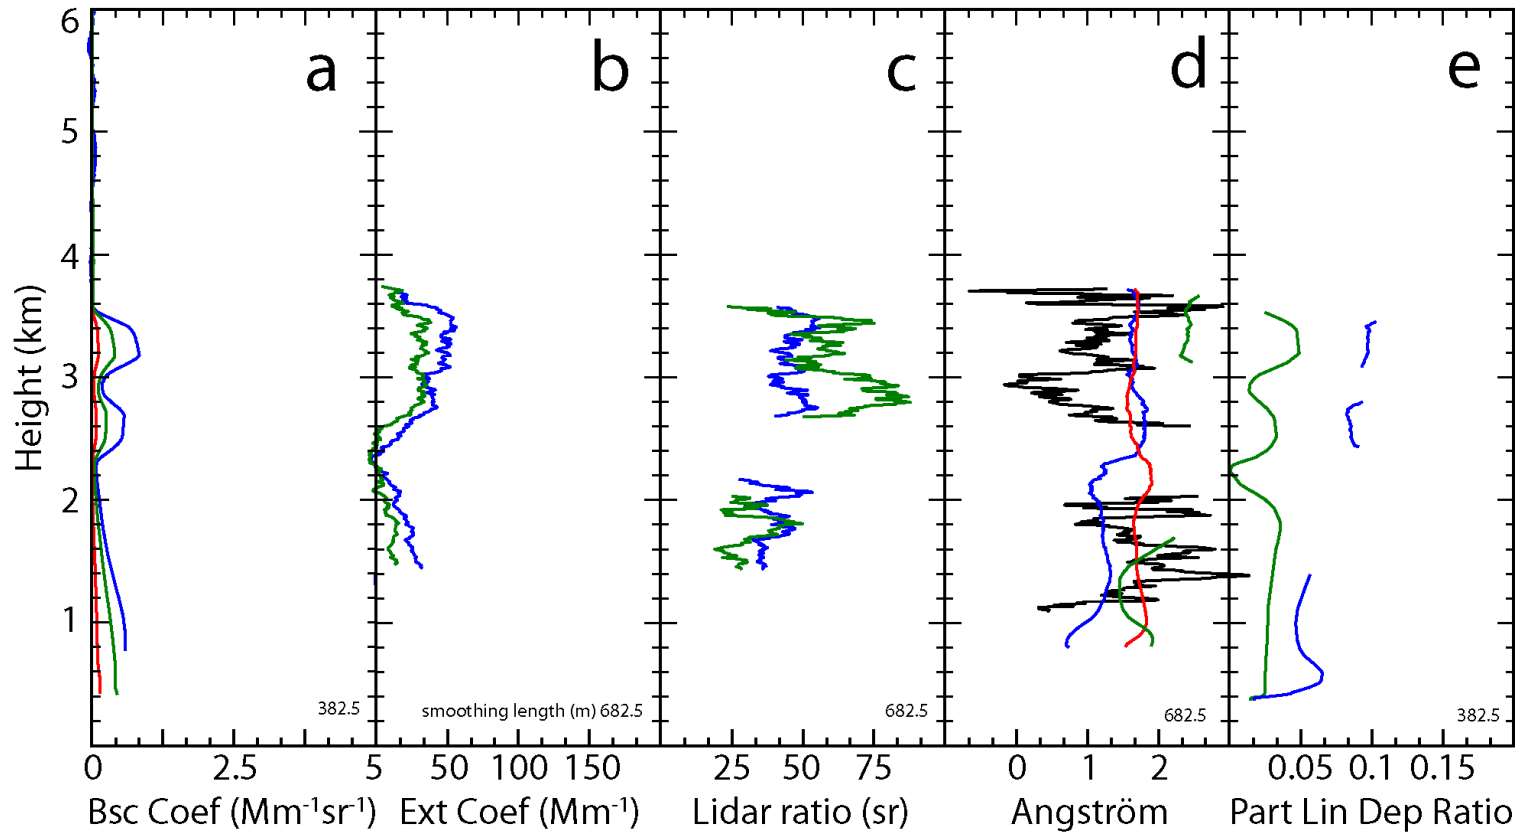 a b c d e
6
5
4
3
2
1
Height (km)
382.5 smoothing length (m) 682.5 682.5 682.5 382.5
0 2.5 5 50 100 150 25 50 75 0 1 2 0.05 0.1 0.15
Bsc Coef (Mm⁻¹sr⁻¹) Ext Coef (Mm⁻¹) Lidar ratio (sr) Angström Part Lin Dep Ratio